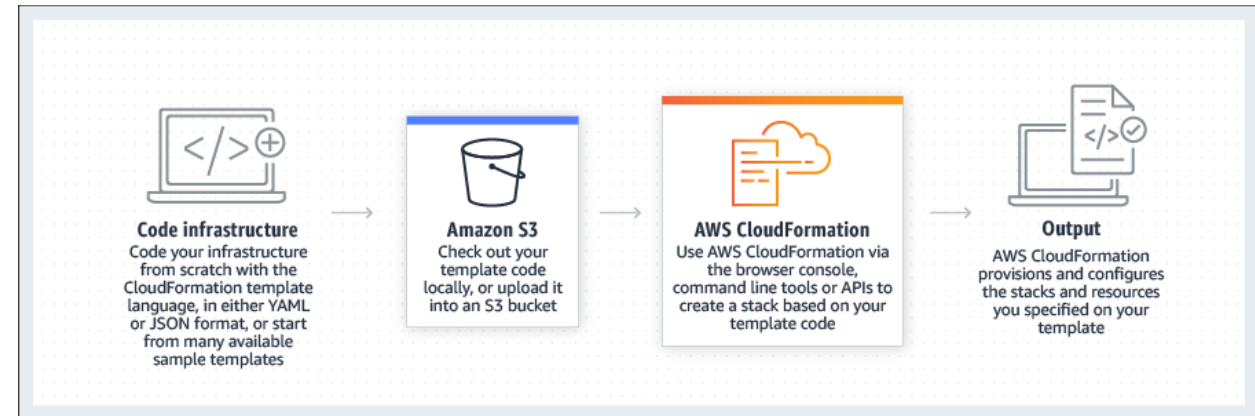 </>
Code infrastructure
Code your infrastructure
from scratch with the
CloudFormation template
language, in either YAML
or JSON format, or start
from many available
sample templates
Amazon S3
Check out your
template code
locally, or upload it
into an S3 bucket
AWS CloudFormation
Use AWS CloudFormation via
the browser console,
command line tools or APIs to
create a stack based on your
template code
</>
Output
AWS CloudFormation
provisions and configures
the stacks and resources
you specified on your
template